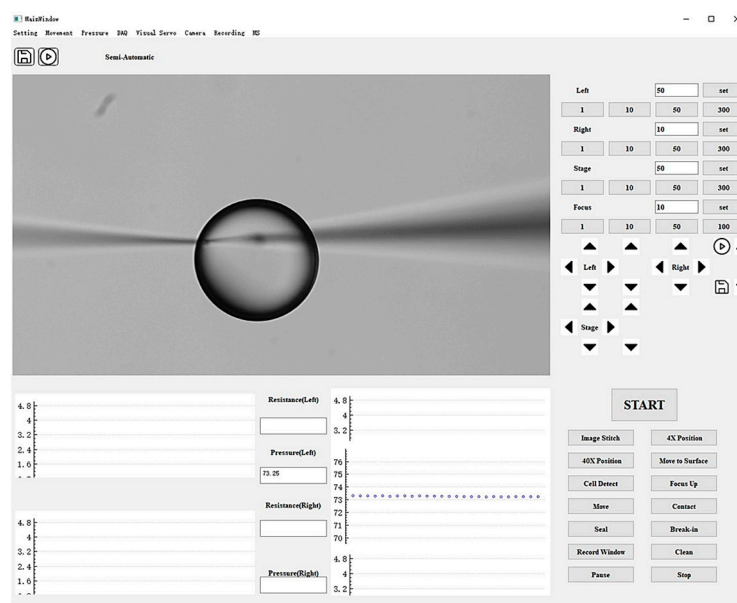 MainWindow
Setting Movement Pressure DAQ Visual Servo Camera Recording MS
Semi-Automatic
Left 50 set
1 10 50 300
Right 10 set
1 10 50 300
Stage 50 set
1 10 50 300
Focus 10 set
1 10 50 100
Left Right
Stage
4.8
4
3.2
2.4
1.6
Resistance(Left)
Pressure(Left)
73.25
Resistance(Right)
Pressure(Right)
4.8
4
3.2
2.4
1.6
4.8
4
3.2
76
75
74
73
72
71
70
4.8
4
3.2
START
Image Stitch 4X Position
40X Position Move to Surface
Cell Detect Focus Up
Move Contact
Seal Break-in
Record Window Clean
Pause Stop